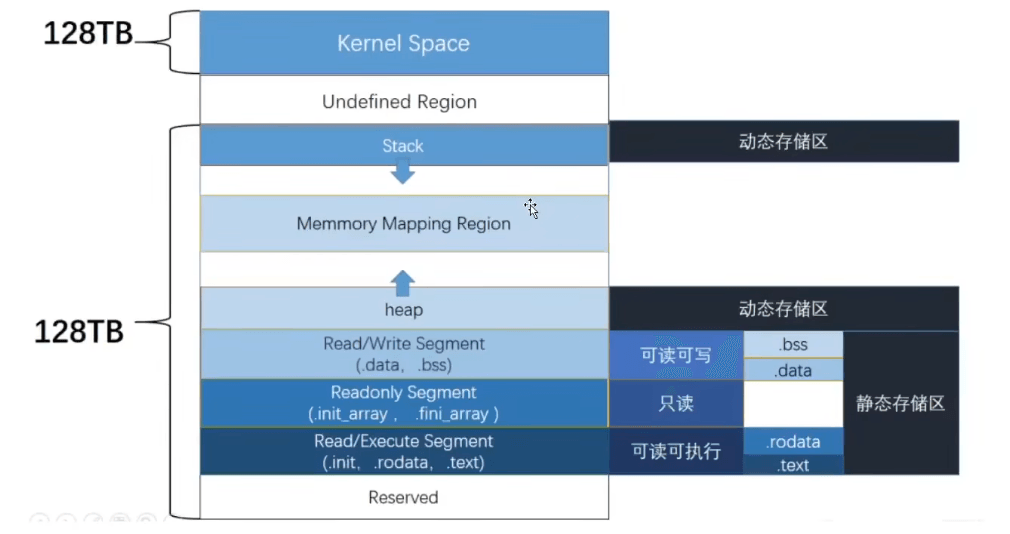 128TB
Kernel Space
Undefined Region
Stack
动态存储区
Memmory Mapping Region
128TB
heap
动态存储区
Read/Write Segment
(.data, .bss)
可读可写
.bss
.data
Readonly Segment
(.init_array , .fini_array )
只读
静态存储区
Read/Execute Segment
(.init, .rodata, .text)
可读可执行
.rodata
.text
Reserved